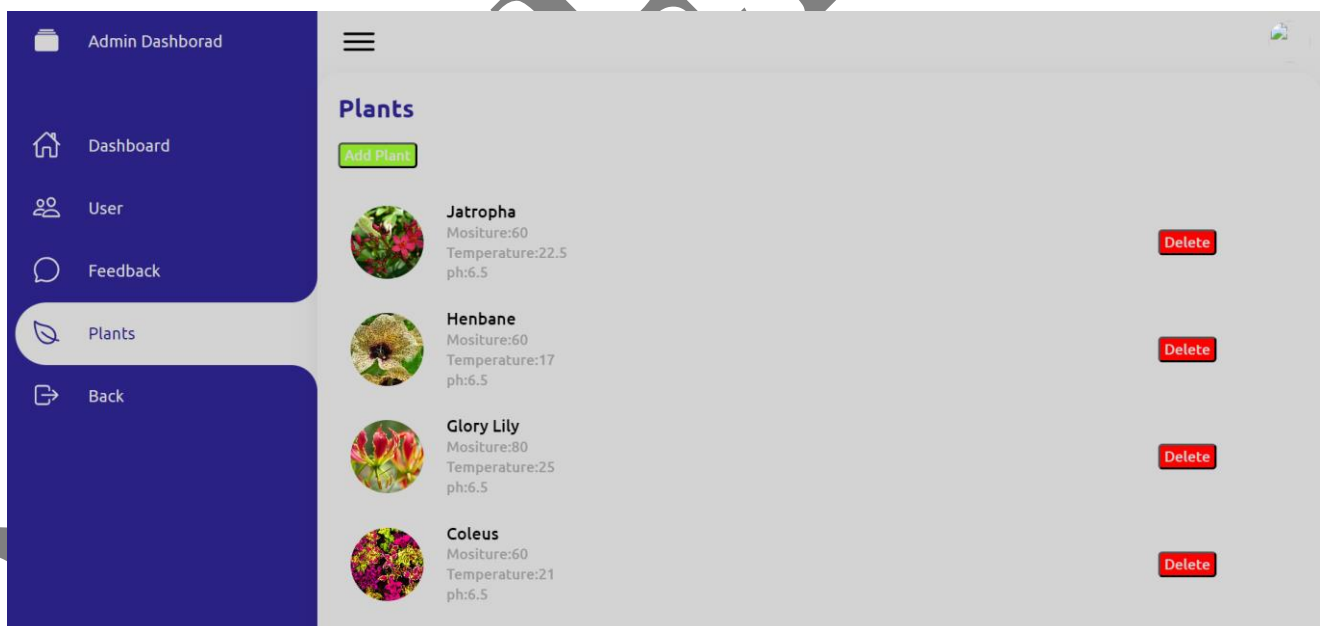 Admin Dashborad
Dashboard
User
Feedback
Plants
Back
Plants
Add Plant
Jatropha
Mositure:60
Temperature:22.5
ph:6.5
Delete
Henbane
Mositure:60
Temperature:17
ph:6.5
Delete
Glory Lily
Mositure:80
Temperature:25
ph:6.5
Delete
Coleus
Mositure:60
Temperature:21
ph:6.5
Delete